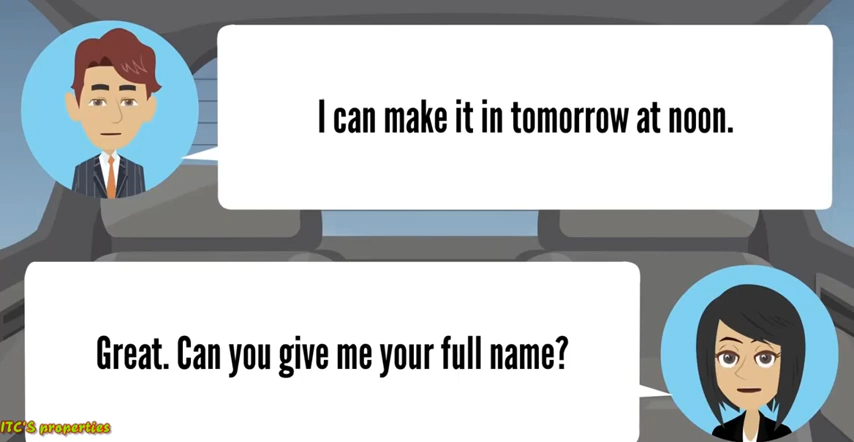 I can make it in tomorrow at noon.
Great. Can you give me your full name?
ITC'S properties